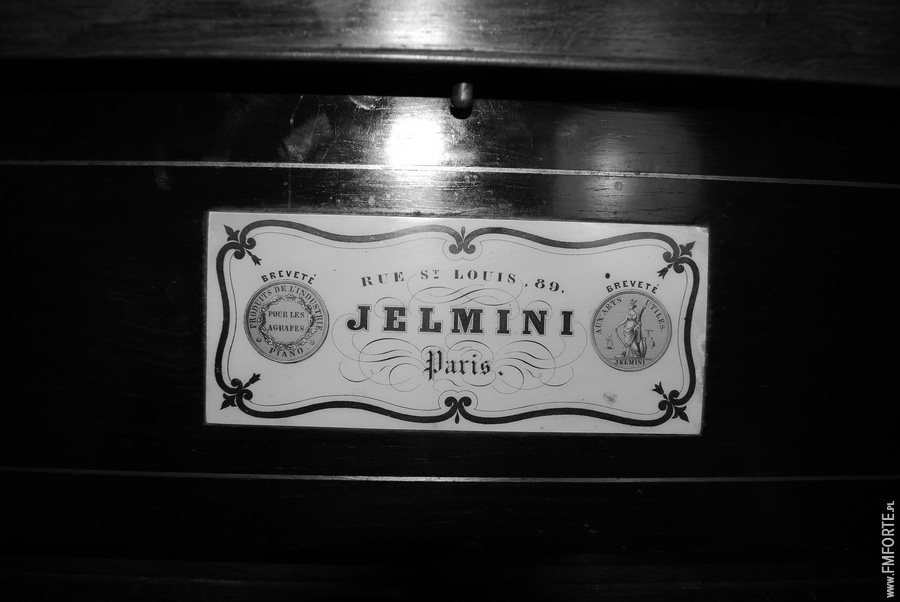 BREVETÉ
PRODUITS DE L'INDUSTRIE
POUR LES
AGRAFES
PIANO
RUE ST LOUIS, 89.
JELMINI
Paris.
BREVETÉ
AUX ARTS UTILES
JELMINI
www.FMFORTE.PL